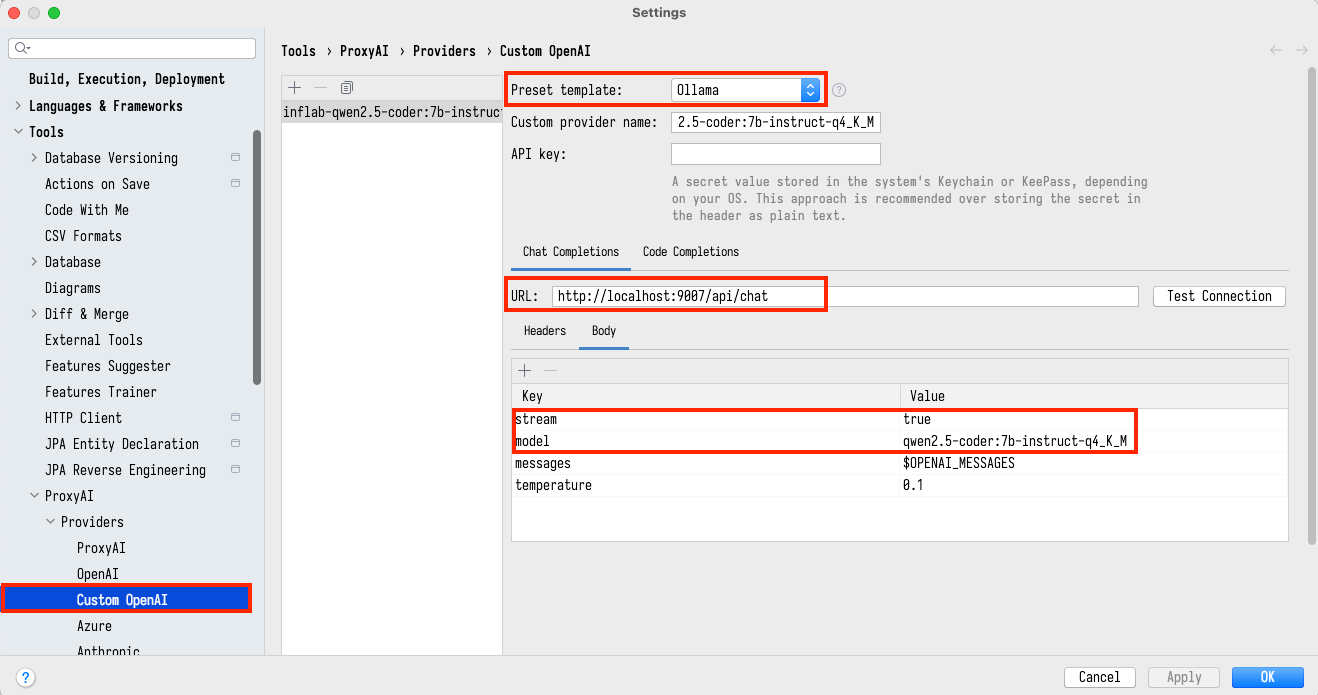 Settings
Build, Execution, Deployment
Languages & Frameworks
Tools
Database Versioning
Actions on Save
Code With Me
CSV Formats
Database
Diagrams
Diff & Merge
External Tools
Features Suggester
Features Trainer
HTTP Client
JPA Entity Declaration
JPA Reverse Engineering
ProxyAI
Providers
ProxyAI
OpenAI
Custom OpenAI
Azure
Anthropic
Tools › ProxyAI › Providers › Custom OpenAI
inflab-qwen2.5-coder:7b-instruc
Preset template: Ollama
Custom provider name: 2.5-coder:7b-instruct-q4_K_M
API key:
A secret value stored in the system's Keychain or KeePass, depending
on your OS. This approach is recommended over storing the secret in
the header as plain text.
Chat Completions Code Completions
URL: http://localhost:9007/api/chat Test Connection
Headers Body
Key Value
stream true
model qwen2.5-coder:7b-instruct-q4_K_M
messages $OPENAI_MESSAGES
temperature 0.1
? Cancel Apply OK